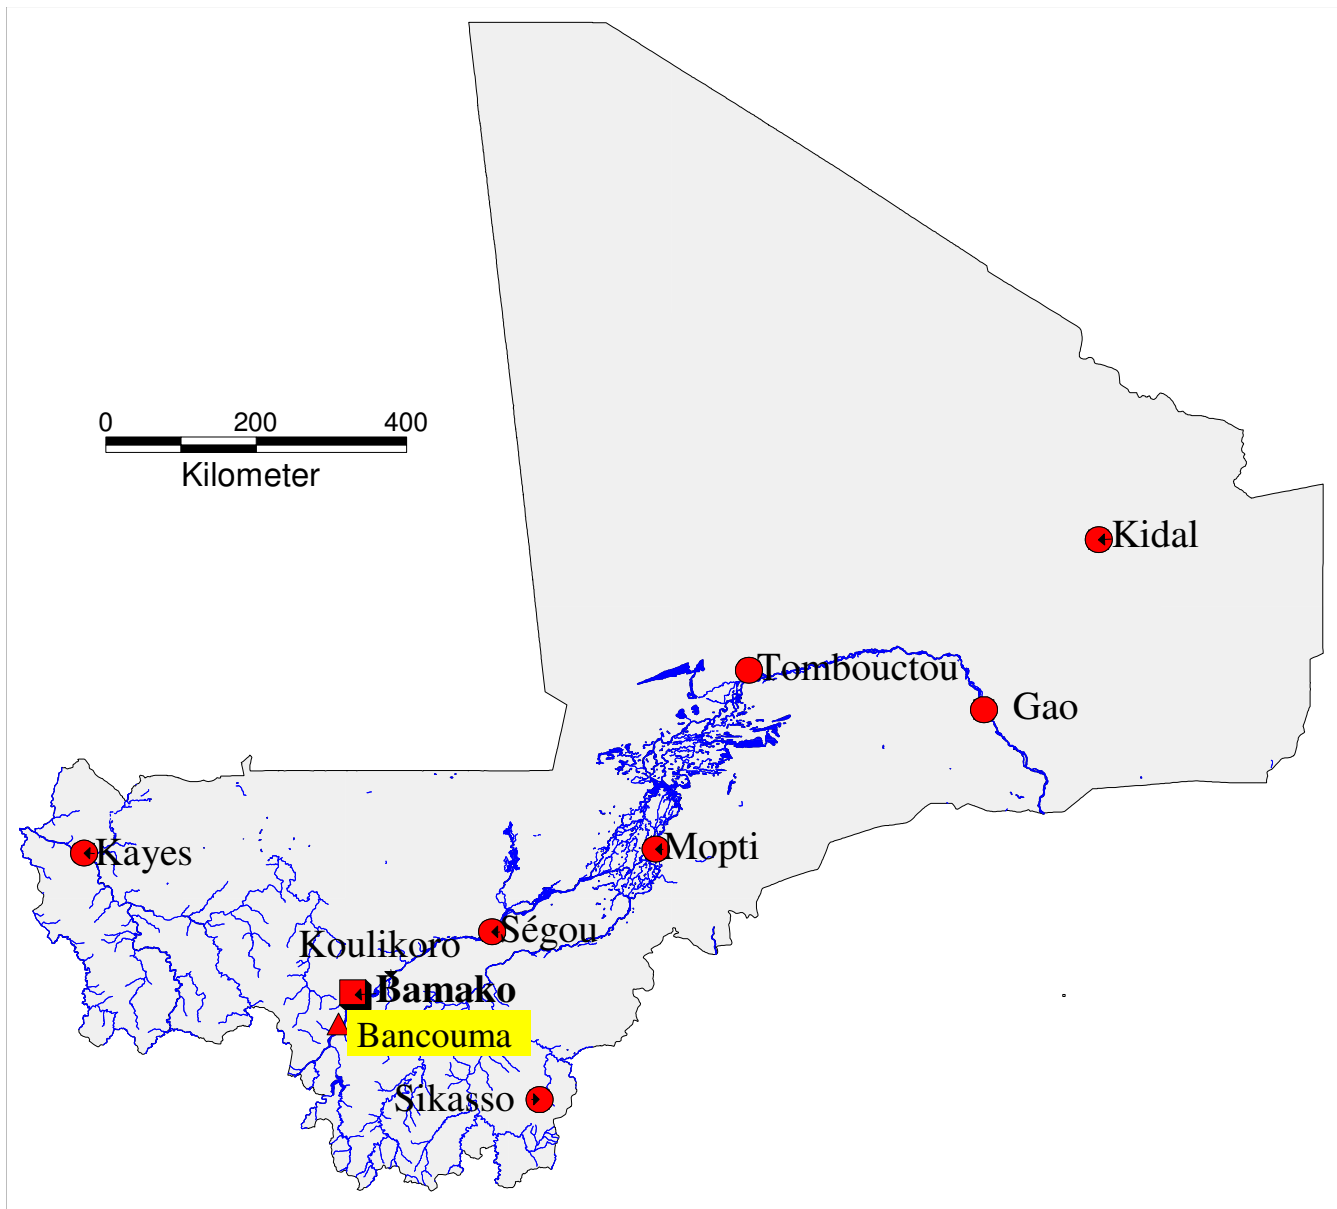 0 200 400
Kilometer
Kidal
Tombouctou
Gao
Mopti
Kayes
Ségou
Koulikoro
Bamako
Bancouma
Sikasso